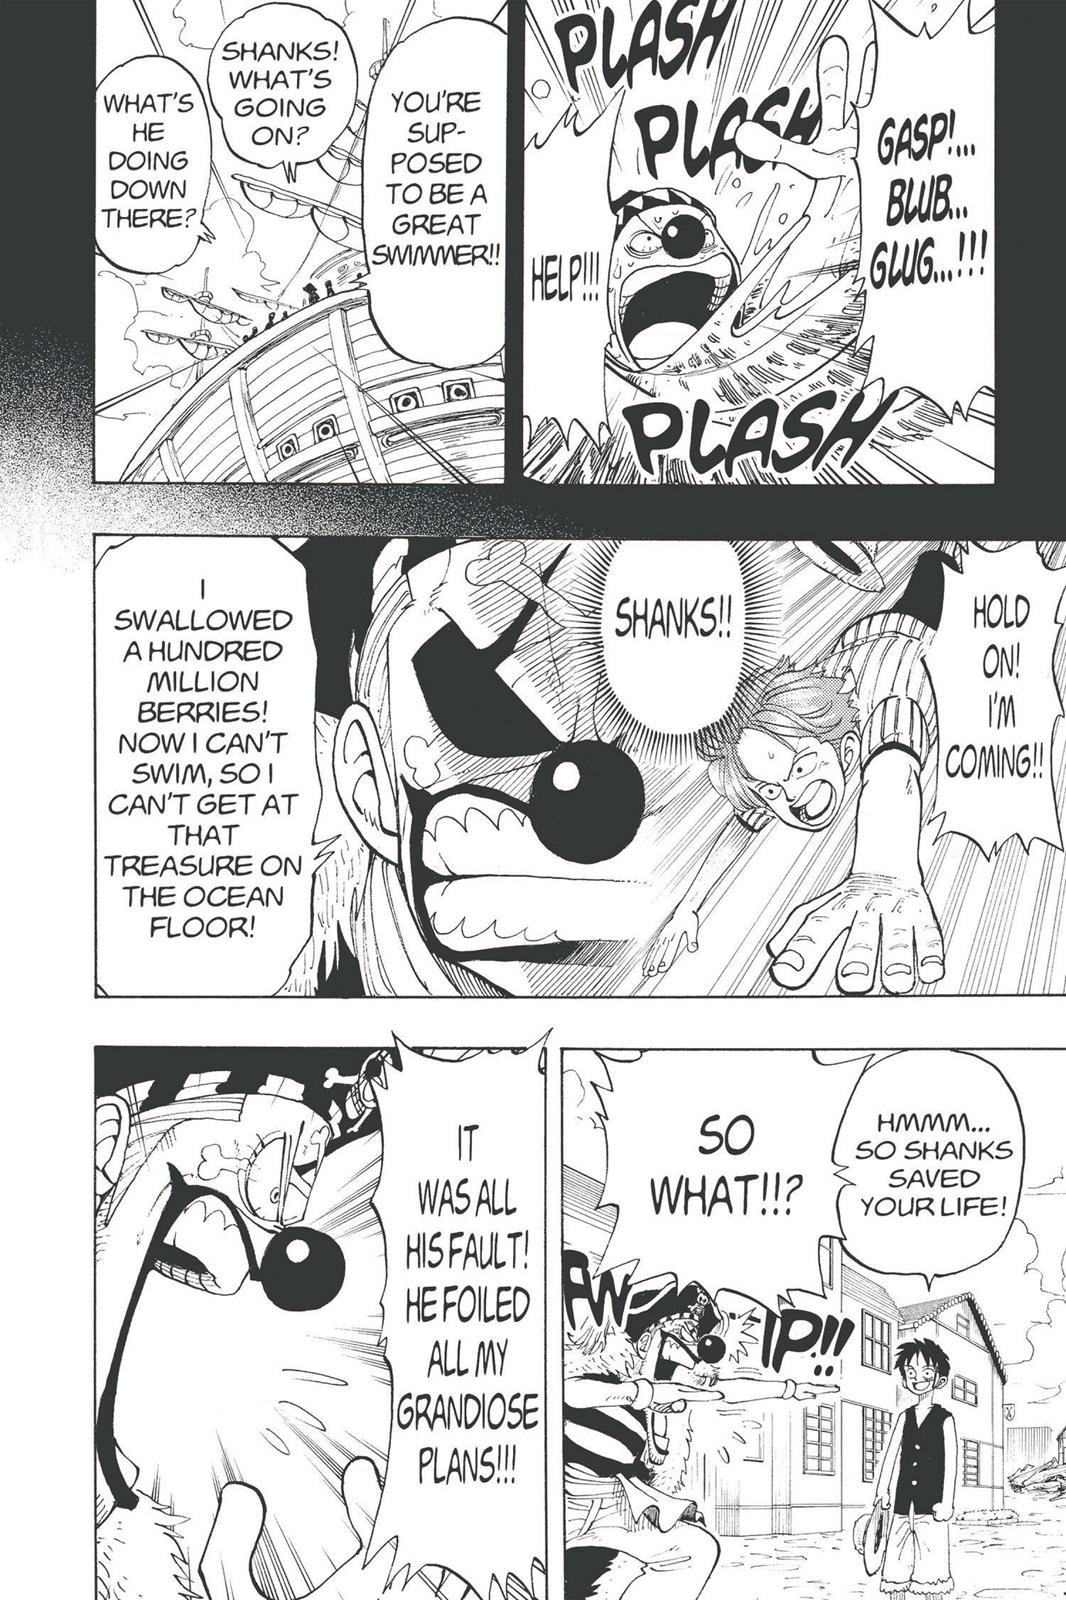 PLASH
PLASH
PLASH
GASP!....
BLUB...
GLUG...!!!
HELP!!!
PLASH
YOU'RE
SUP-
POSED
TO BE A
GREAT
SWIMMER!!
SHANKS!
WHAT'S
GOING
ON?
WHAT'S
HE
DOING
DOWN
THERE?
HOLD
ON!
I'M
COMING!!
SHANKS!!
I
SWALLOWED
A HUNDRED
MILLION
BERRIES!
NOW I CAN'T
SWIM, SO I
CAN'T GET AT
THAT
TREASURE ON
THE OCEAN
FLOOR!
HMMM...
SO SHANKS
SAVED
YOUR LIFE!
SO
WHAT!!?
IT
WAS ALL
HIS FAULT!
HE FOILED
ALL MY
GRANDIOSE
PLANS!!!